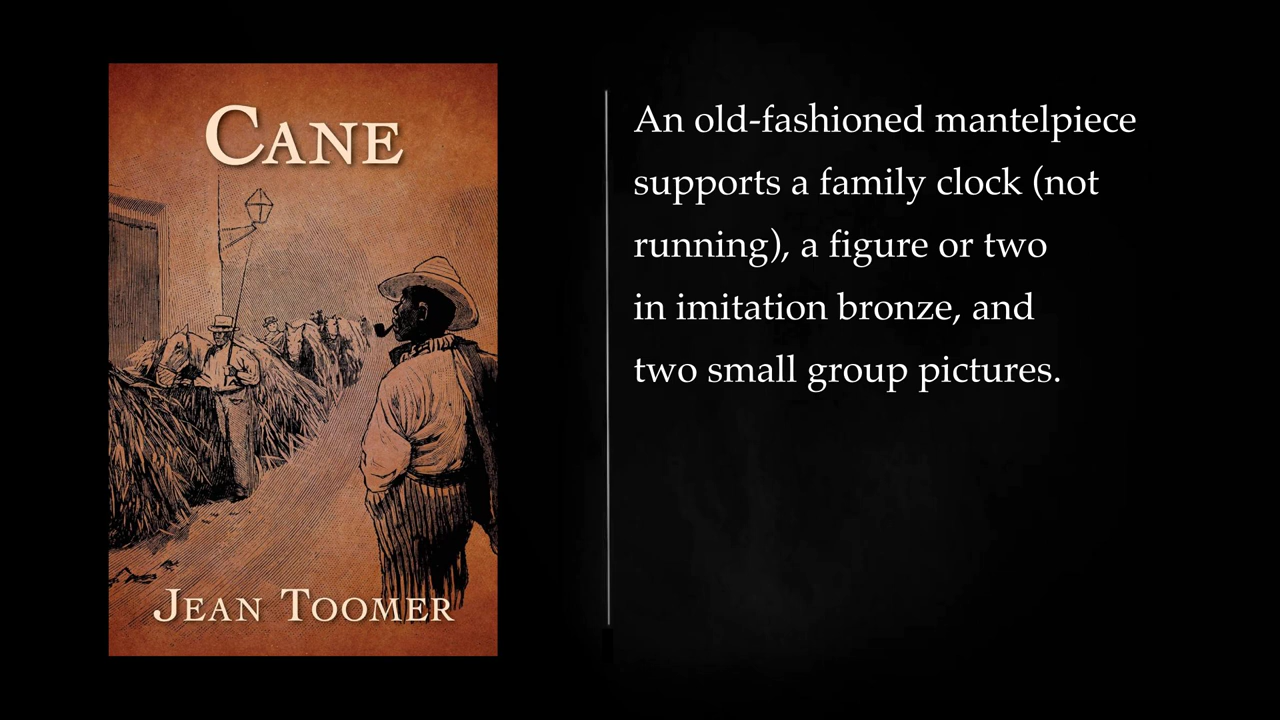 CANE
JEAN TOOMER
An old-fashioned mantelpiece
supports a family clock (not
running), a figure or two
in imitation bronze, and
two small group pictures.